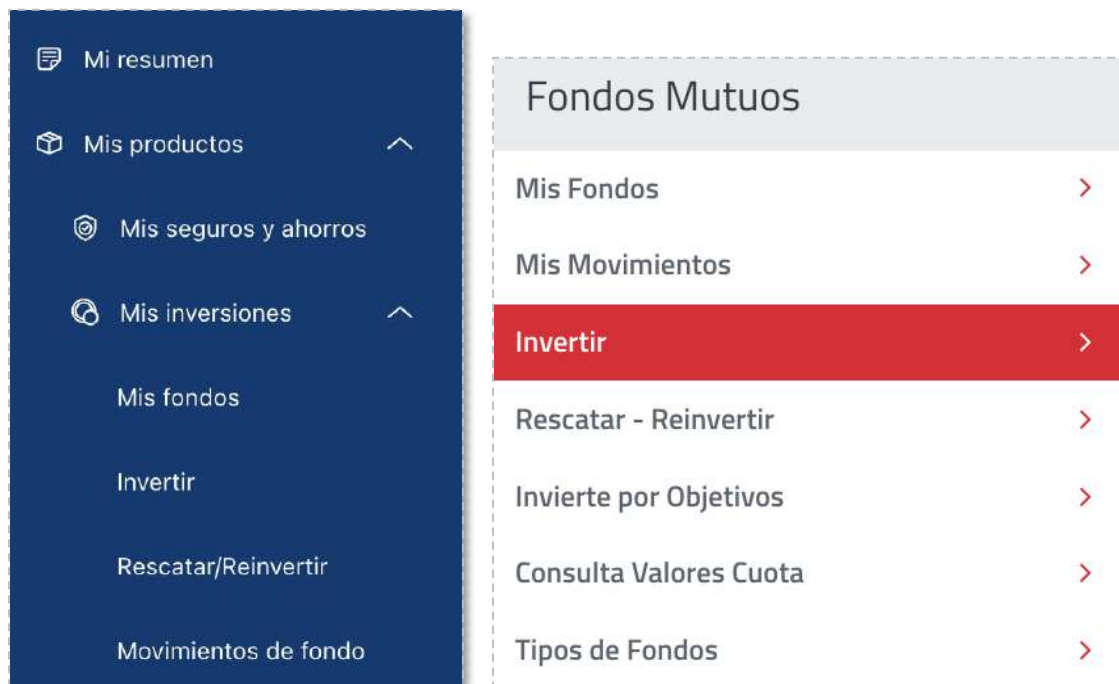 Mi resumen
Mis productos
Mis seguros y ahorros
Mis inversiones
Mis fondos
Invertir
Rescatar/Reinvertir
Movimientos de fondo
Fondos Mutuos
Mis Fondos
Mis Movimientos
Invertir
Rescatar - Reinvertir
Invierte por Objetivos
Consulta Valores Cuota
Tipos de Fondos